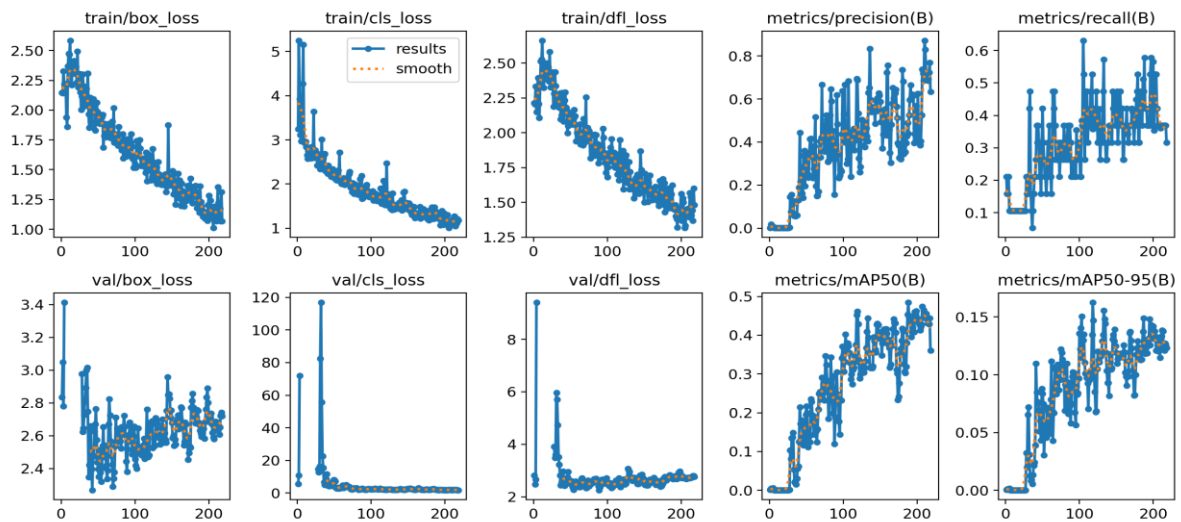 train/box_loss
train/cls_loss
train/dfl_loss
metrics/precision(B)
metrics/recall(B)
2.50
2.25
2.00
1.75
1.50
1.25
1.00
0 100 200
5
4
3
2
1
results
smooth
0 100 200
2.50
2.25
2.00
1.75
1.50
1.25
0 100 200
0.8
0.6
0.4
0.2
0.0
0 100 200
0.6
0.5
0.4
0.3
0.2
0.1
0 100 200
val/box_loss
val/cls_loss
val/dfl_loss
metrics/mAP50(B)
metrics/mAP50-95(B)
3.4
3.2
3.0
2.8
2.6
2.4
0 100 200
120
100
80
60
40
20
0
0 100 200
8
6
4
2
0 100 200
0.5
0.4
0.3
0.2
0.1
0.0
0 100 200
0.15
0.10
0.05
0.00
0 100 200